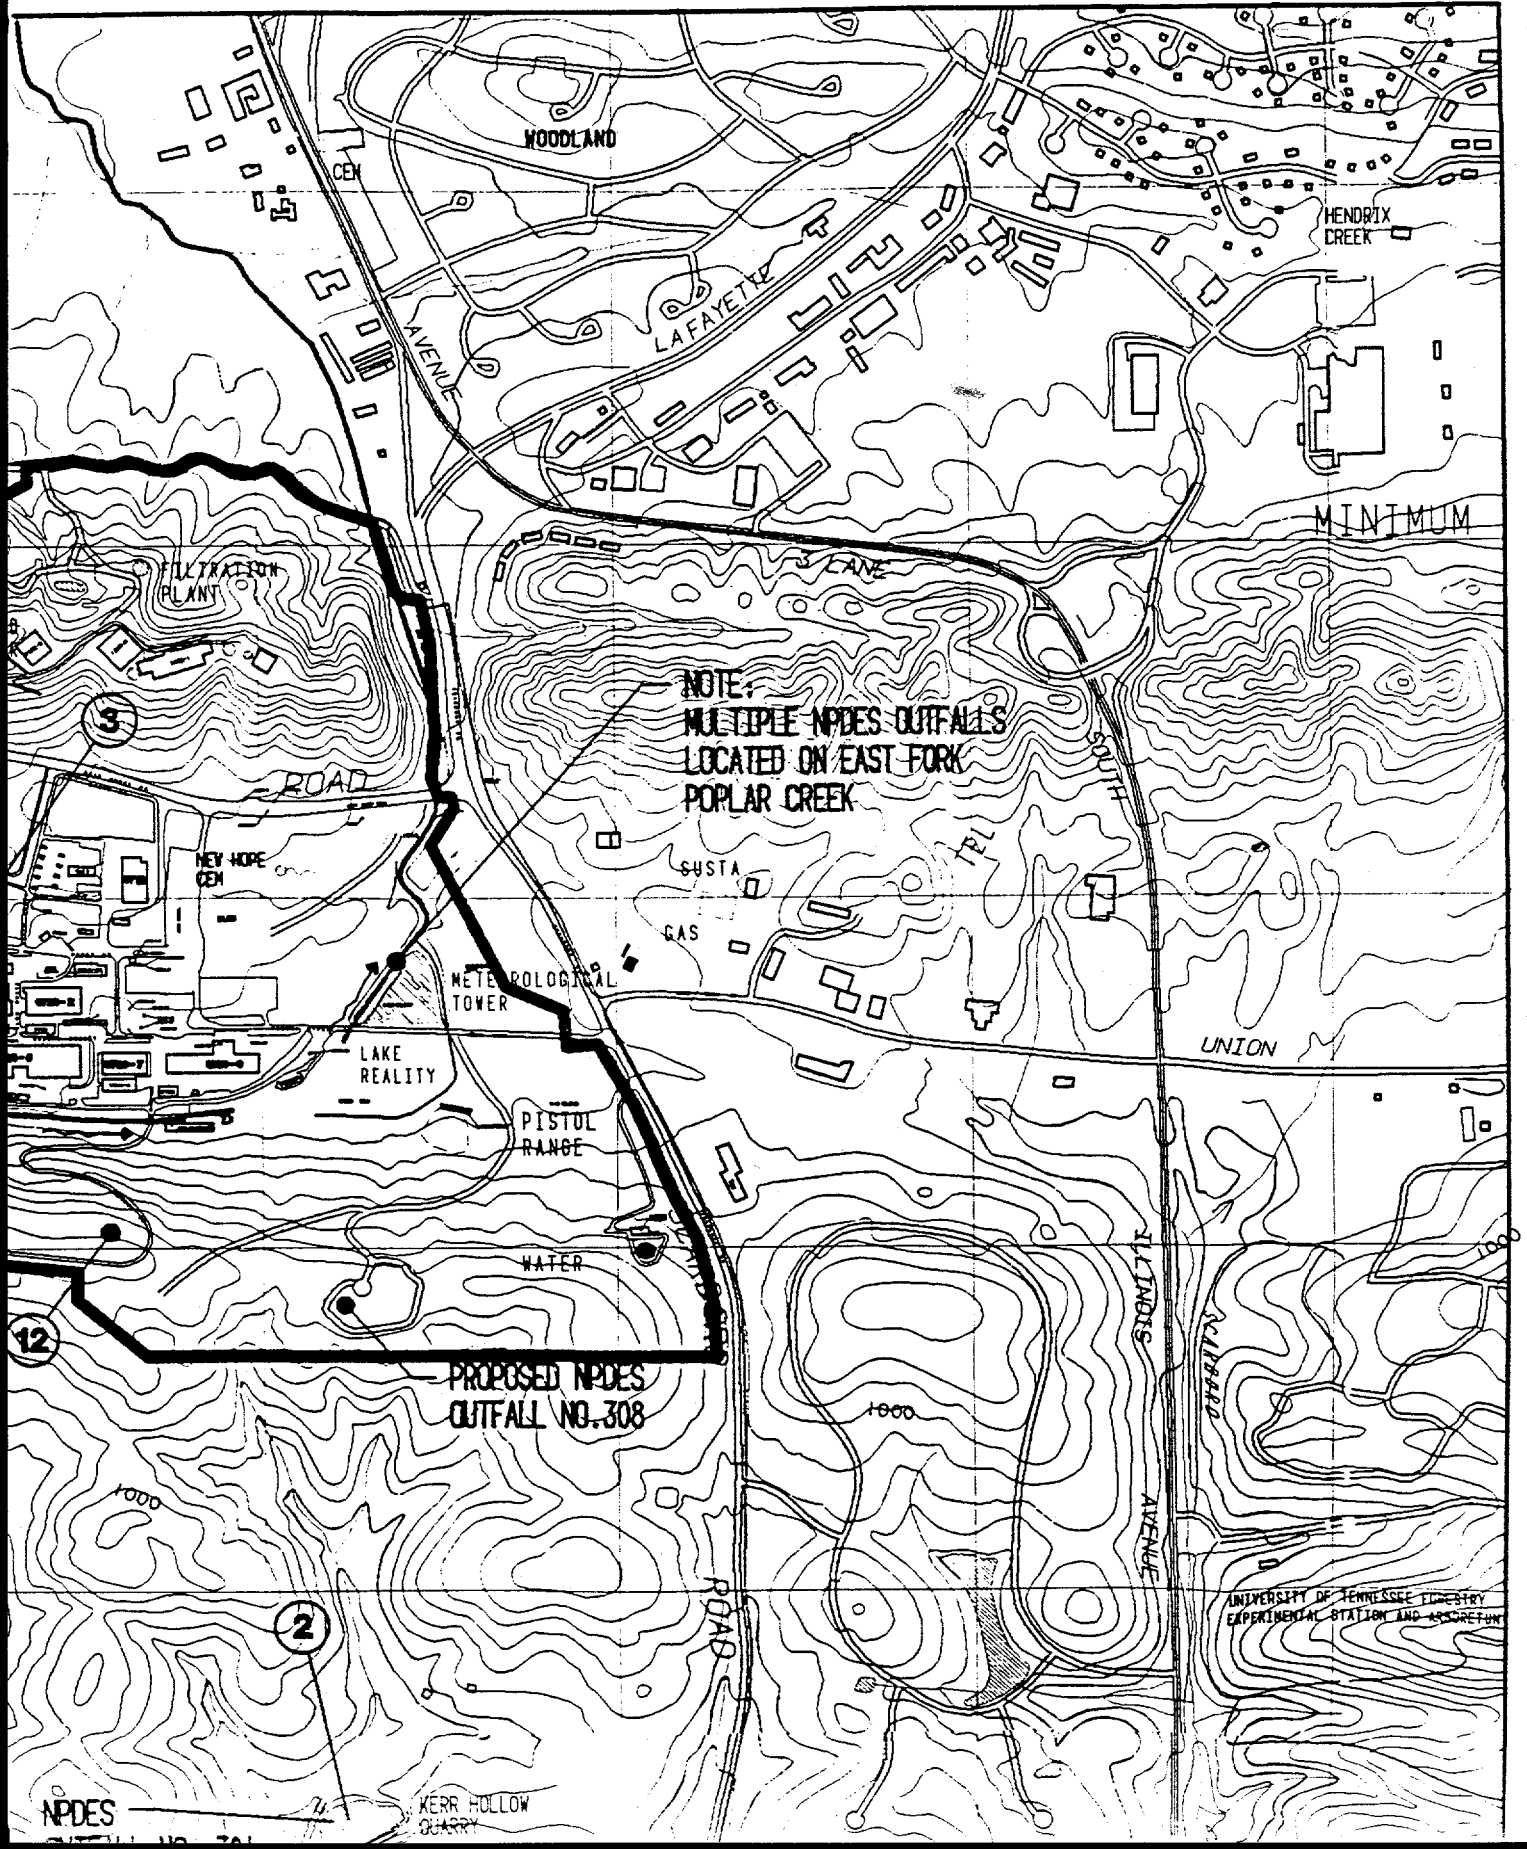 WOODLAND
CEM
HENDRIX
CREEK
LAFAYETTE
AVENUE
MINIMUM
3 LANE
FILTRATION
PLANT
NOTE:
MULTIPLE NPDES OUTFALLS
LOCATED ON EAST FORK
POPLAR CREEK
3
SOUTH
ROAD
NEW HOPE
CEM
SUSTA
GAS
METEOROLOGICAL
TOWER
LAKE
REALITY
UNION
PISTOL
RANGE
WATER
ILLINOIS
1000
SCARBORO
12
PROPOSED NPDES
OUTFALL NO.308
1000
1000
AVENUE
ROAD
UNIVERSITY OF TENNESSEE FORESTRY
EXPERIMENTAL STATION AND ARBORETUM
2
NPDES
KERR HOLLOW
QUARRY